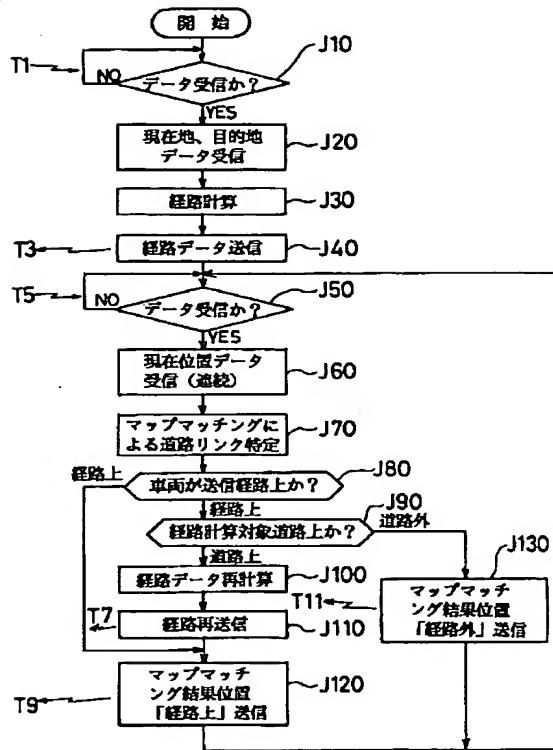 開始
J10
T1
NO
データ受信か?
YES
現在地、目的地
データ受信
J20
経路計算
J30
T3
経路データ送信
J40
T5
NO
データ受信か?
J50
YES
現在位置データ
受信(連続)
J60
マップマッチングに
よる道路リンク特定
J70
経路上
車両が送信経路上か?
J80
経路上
J90
経路計算対象道路上か?
道路外
道路上
J130
経路データ再計算
J100
T11
マップマッチ
ング結果位置
「経路外」送信
T7
経路再送信
J110
T9
マップマッチ
ング結果位置
「経路上」送信
J120